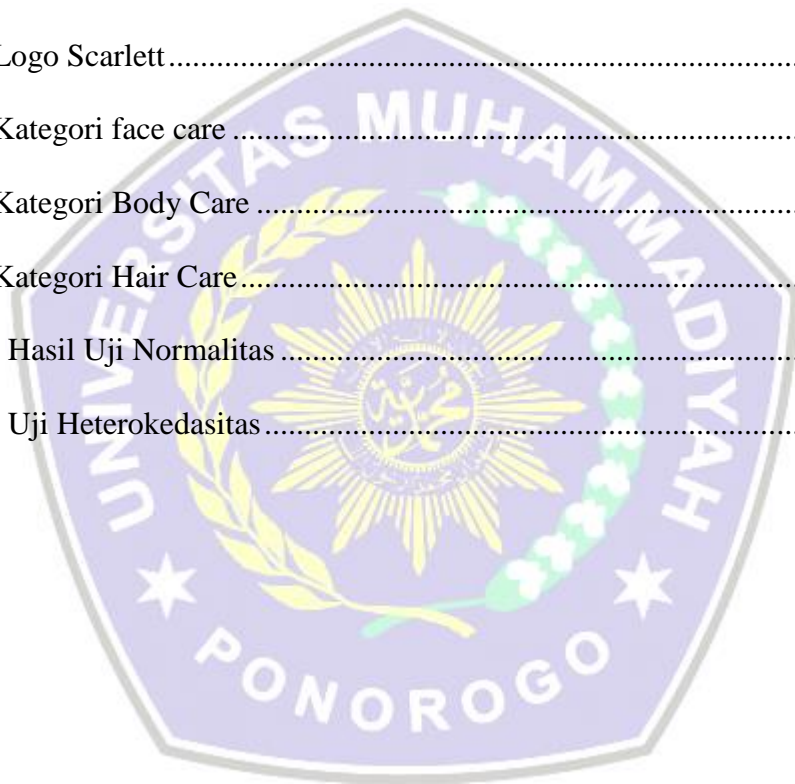 Logo Scarlett
Kategori face care
Kategori Body Care
Kategori Hair Care
Hasil Uji Normalitas
Uji Heterokedasitas
UNIVERSITAS MUHAMMADIYAH
PONOROGO